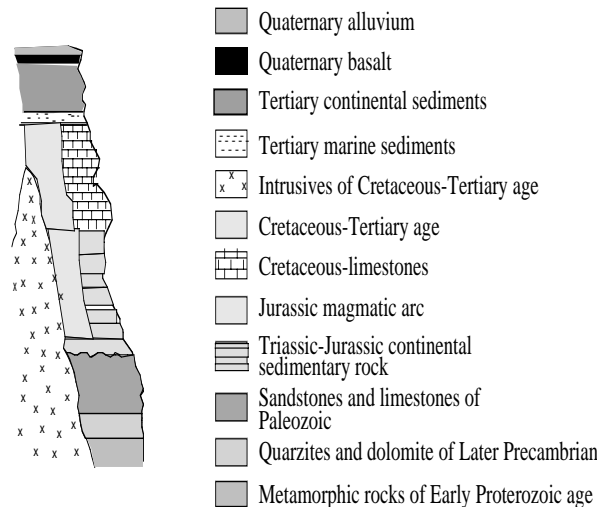 Quaternary alluvium
Quaternary basalt
Tertiary continental sediments
Tertiary marine sediments
Intrusives of Cretaceous-Tertiary age
Cretaceous-Tertiary age
Cretaceous-limestones
Jurassic magmatic arc
Triassic-Jurassic continental
sedimentary rock
Sandstones and limestones of
Paleozoic
Quarzites and dolomite of Later Precambrian
Metamorphic rocks of Early Proterozoic age